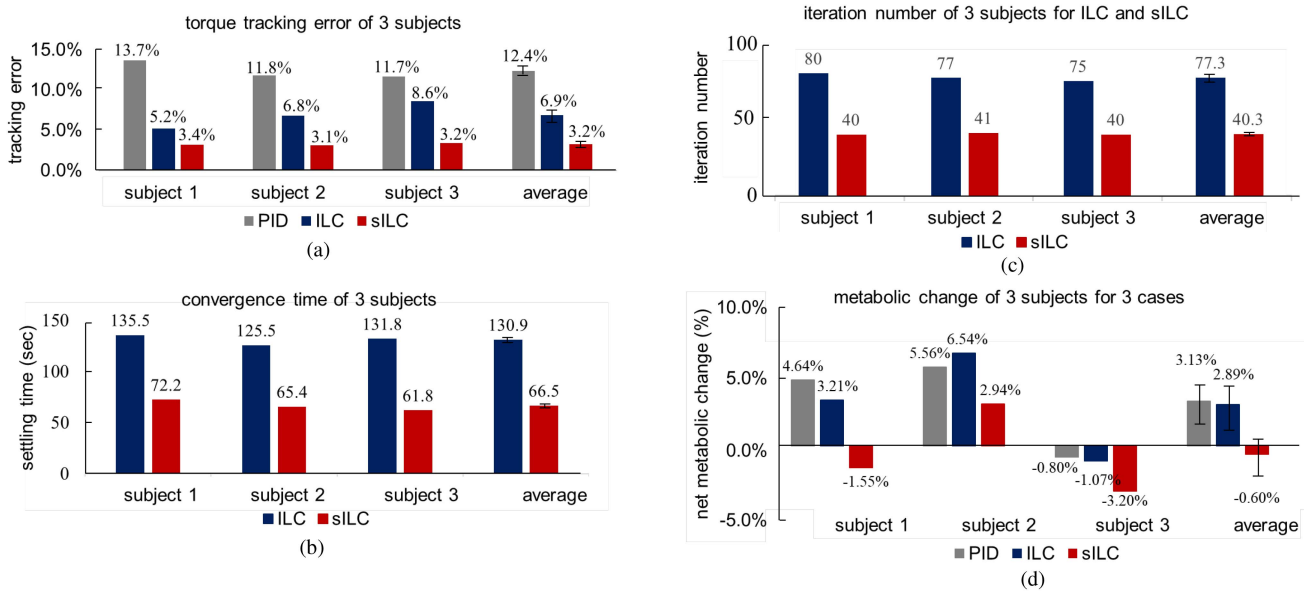 torque tracking error of 3 subjects
tracking error
15.0%
10.0%
5.0%
0.0%
13.7%
5.2%
3.4%
11.8%
6.8%
3.1%
11.7%
8.6%
3.2%
12.4%
6.9%
3.2%
subject 1 subject 2 subject 3 average
PID ILC sILC
(a)
convergence time of 3 subjects
settling time (sec)
150
100
50
0
135.5
72.2
125.5
65.4
131.8
61.8
130.9
66.5
subject 1 subject 2 subject 3 average
ILC sILC
(b)
iteration number of 3 subjects for ILC and sILC
iteration number
100
50
0
80
40
77
41
75
40
77.3
40.3
subject 1 subject 2 subject 3 average
ILC sILC
(c)
metabolic change of 3 subjects for 3 cases
net metabolic change (%)
10.0%
5.0%
0.0%
-5.0%
4.64%
3.21%
-1.55%
5.56%
6.54%
2.94%
-0.80%
-1.07%
-3.20%
3.13%
2.89%
-0.60%
subject 1 subject 2 subject 3 average
PID ILC sILC
(d)